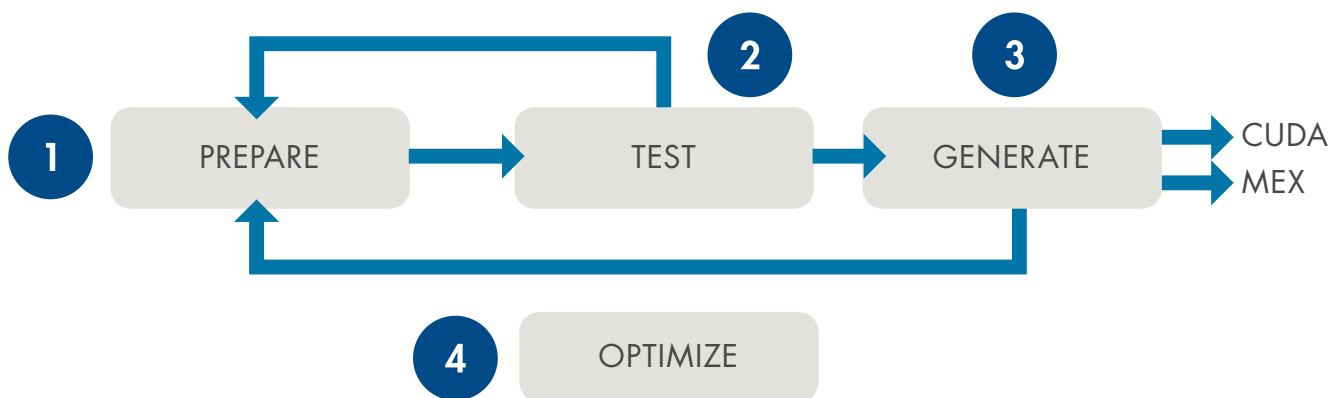 2
3
1
PREPARE
TEST
GENERATE
CUDA
MEX
4
OPTIMIZE